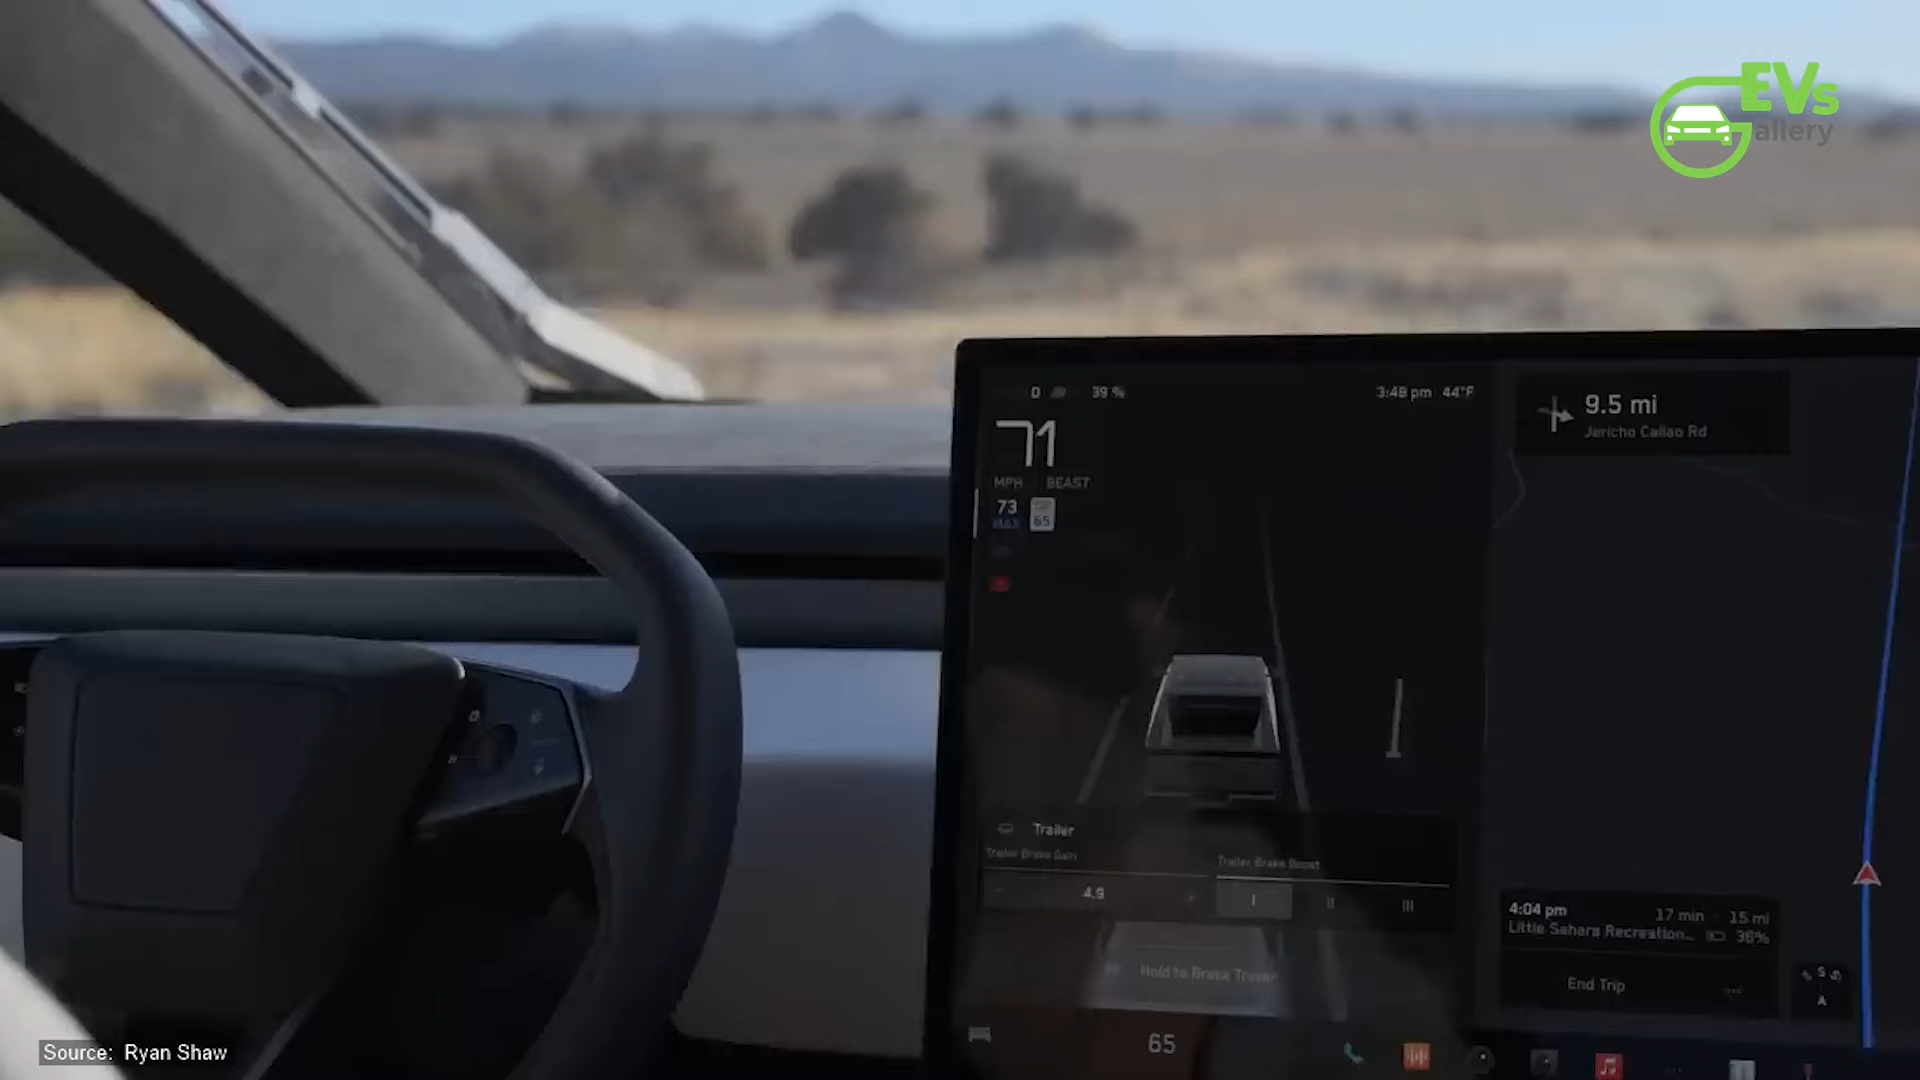 EVs
allery
D
39 %
3:48 pm 44°F
71
MPH BEAST
73
MAX
65
9.5 mi
Jericho Callao Rd
Trailer
Trailer Brake Gain
Trailer Brake Boost
4.9
I II III
Hold to Brake Trailer
4:04 pm 17 min 15 mi
Little Sahara Recreation... 36%
End Trip ...
S
A
65
Source: Ryan Shaw